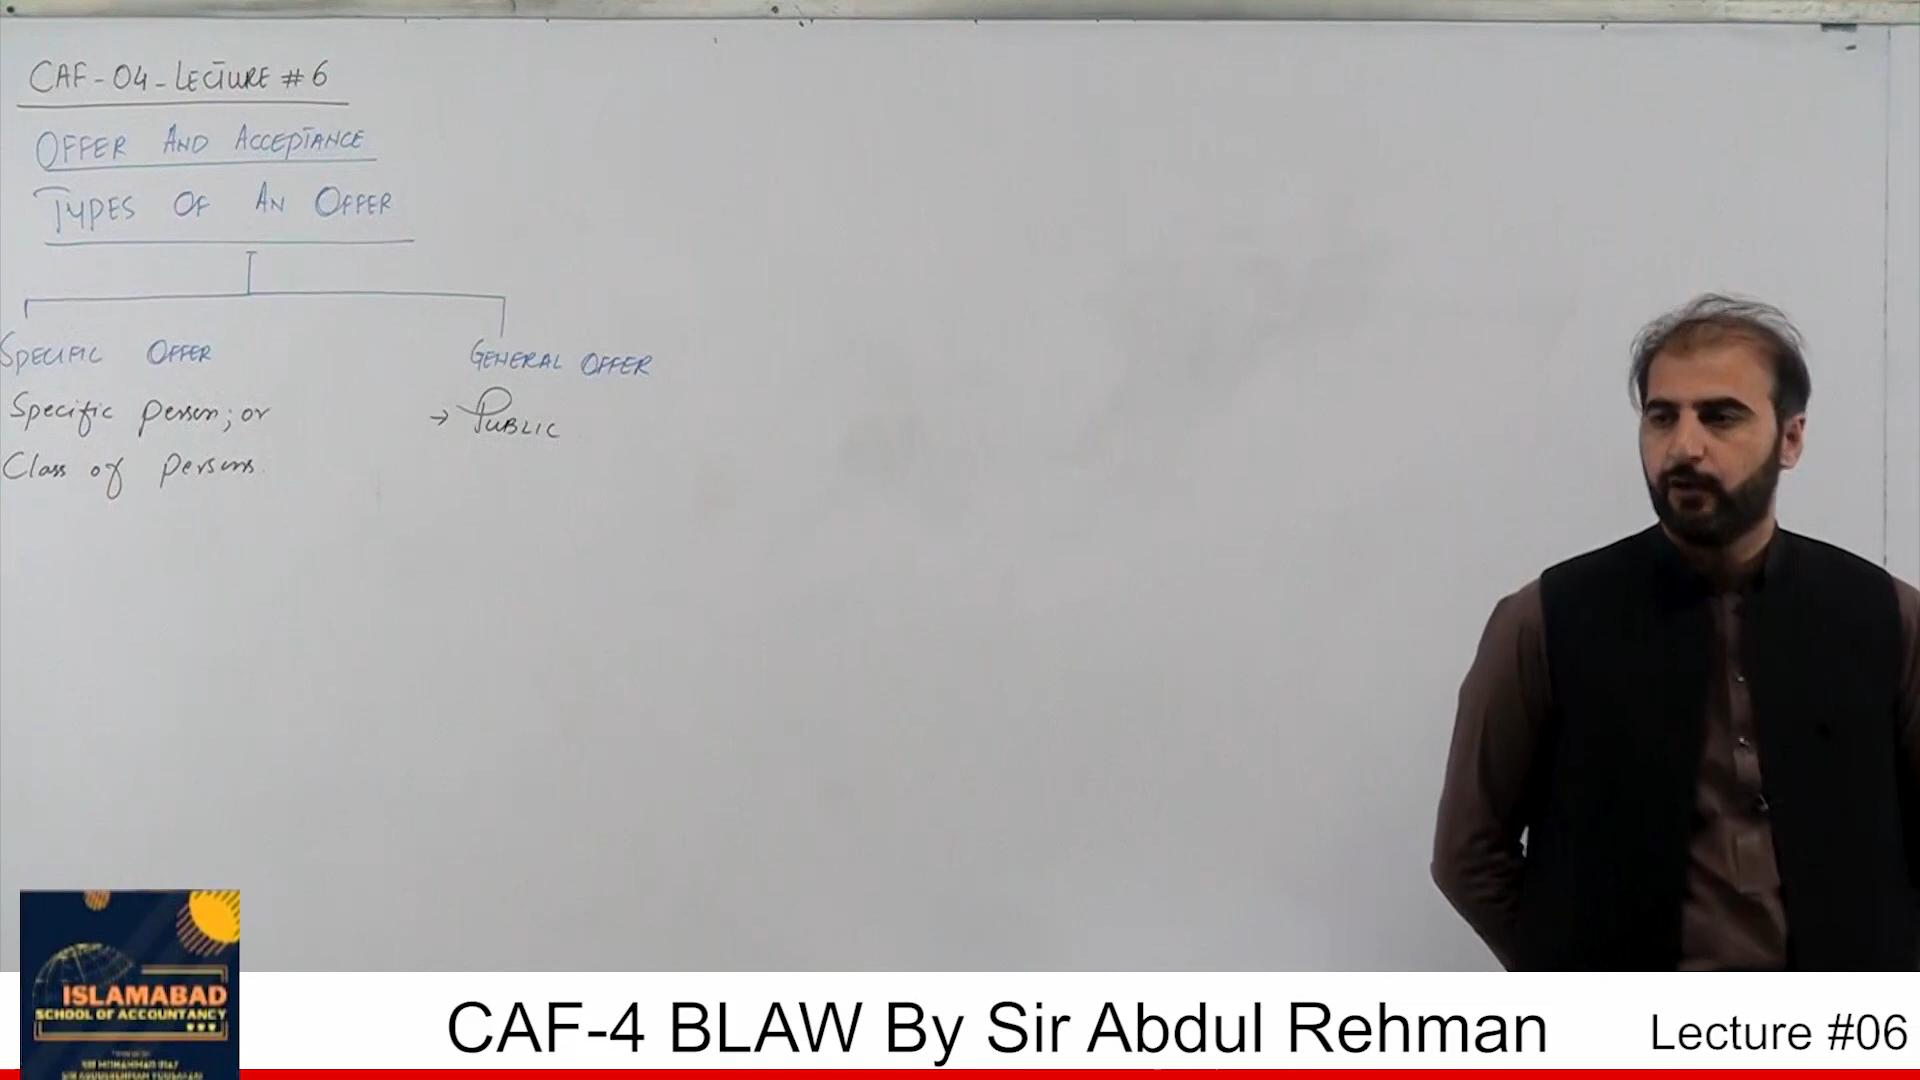 CAF-04-LECTURE #6
OFFER AND ACCEPTANCE
TYPES OF AN OFFER
SPECIFIC OFFER
GENERAL OFFER
Specific person; or
Class of persons.
→ PUBLIC
ISLAMABAD
SCHOOL OF ACCOUNTANCY
CAF-4 BLAW By Sir Abdul Rehman
Lecture #06